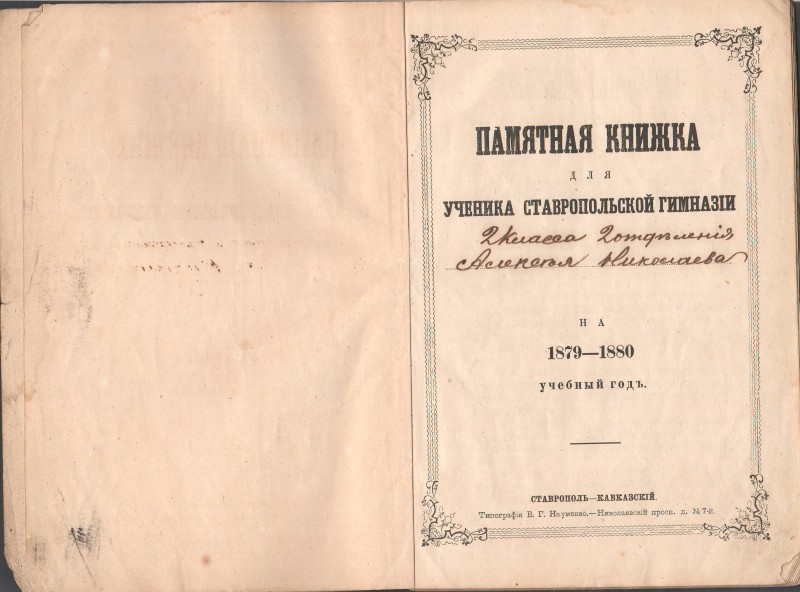 ПАМЯТНАЯ КНИЖКА
ДЛЯ
УЧЕНИКА СТАВРОПОЛЬСКОЙ ГИМНАЗІИ
2 класса 2 отдѣленія
Алексѣя Николаева
НА
1879—1880
учебный годъ.
СТАВРОПОЛЬ—КАВКАЗСКІЙ.
Типографія В. Г. Науменко.—Николаевскій просп. д. № 7-й.